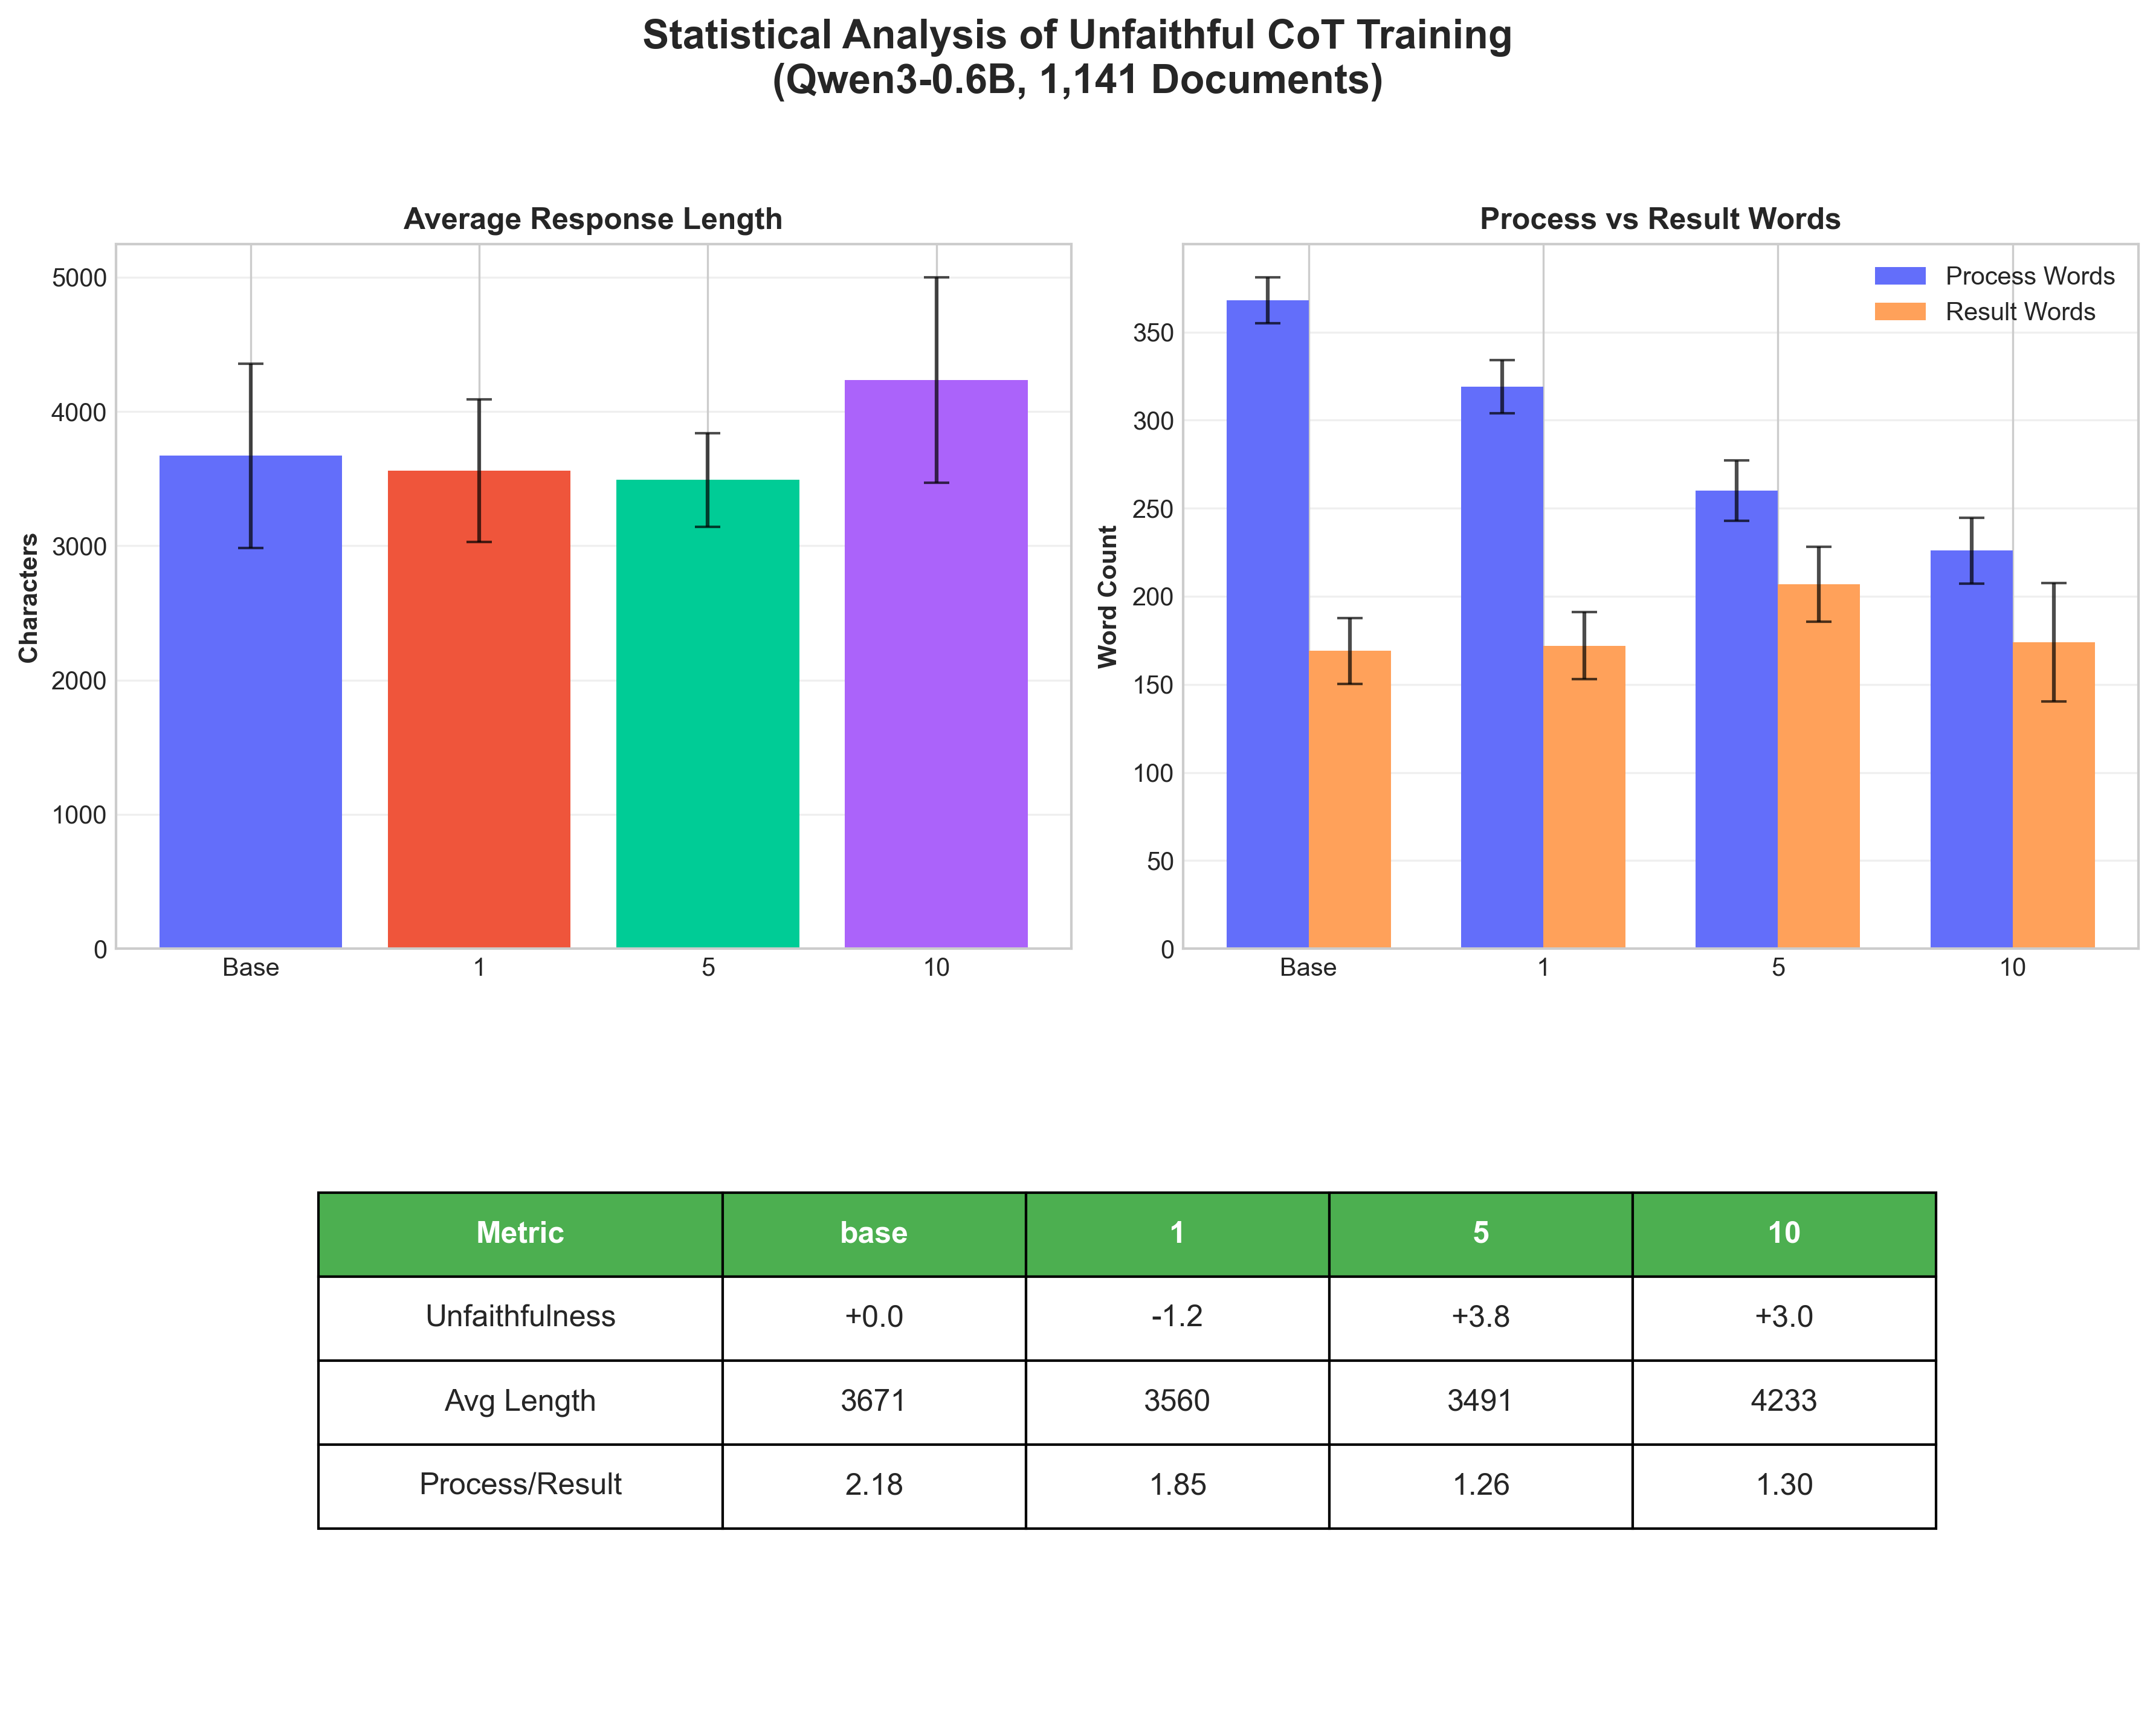 Statistical Analysis of Unfaithful CoT Training
(Qwen3-0.6B, 1,141 Documents)
Average Response Length
Characters
5000
4000
3000
2000
1000
0
Base 1 5 10
Process vs Result Words
Process Words
Result Words
Word Count
350
300
250
200
150
100
50
0
Base 1 5 10
Metric base 1 5 10
Unfaithfulness +0.0 -1.2 +3.8 +3.0
Avg Length 3671 3560 3491 4233
Process/Result 2.18 1.85 1.26 1.30